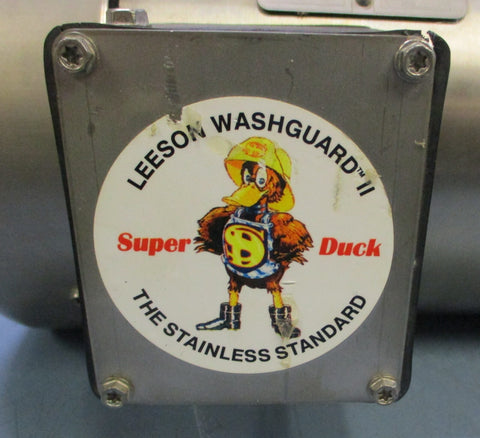 LEESON WASHGUARD™ II
Super Duck
THE STAINLESS STANDARD